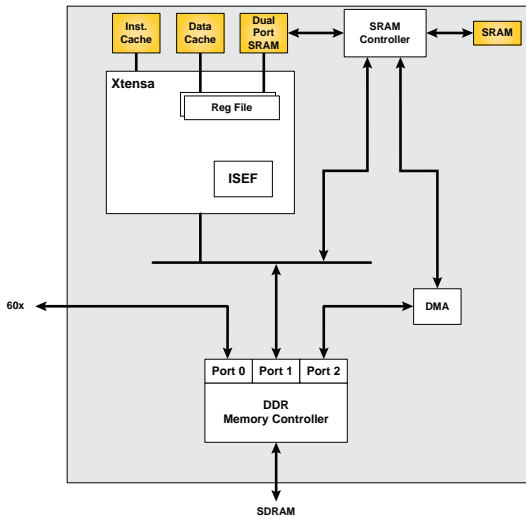 Inst.
Cache
Data
Cache
Dual
Port
SRAM
SRAM
Controller
SRAM
Xtensa
Reg File
ISEF
60x
DMA
Port 0 Port 1 Port 2
DDR
Memory Controller
SDRAM